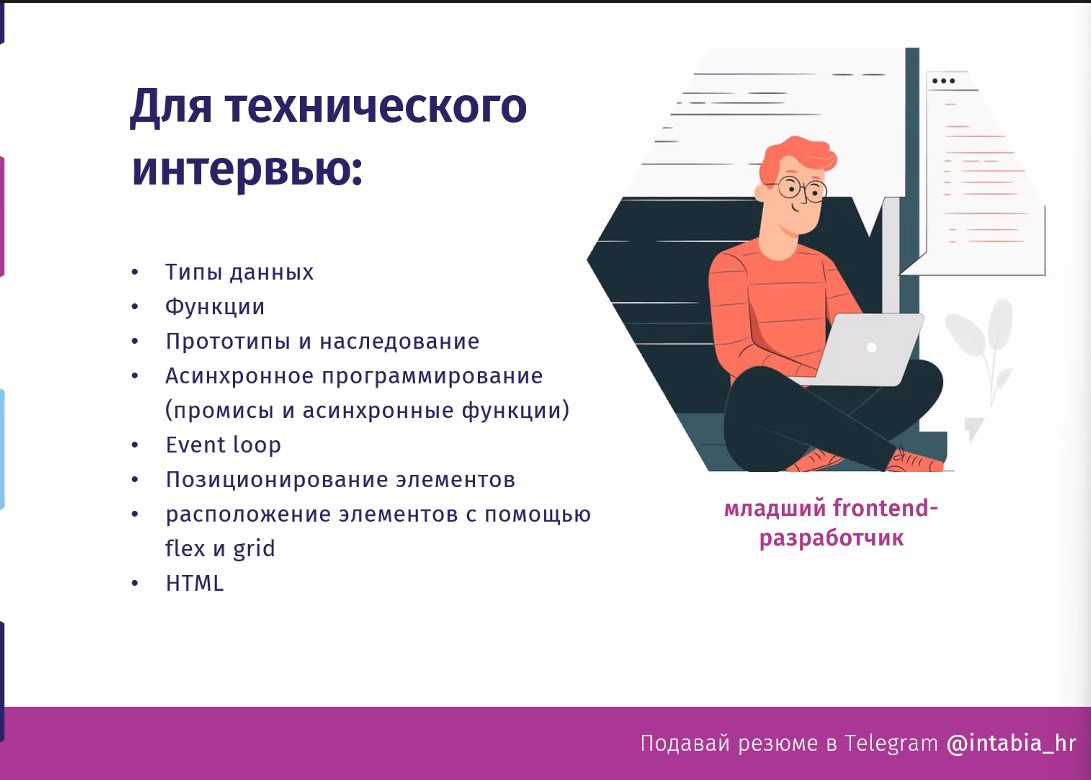 Для технического
интервью:
• Типы данных
• Функции
• Прототипы и наследование
• Асинхронное программирование
(промисы и асинхронные функции)
• Event loop
• Позиционирование элементов
• расположение элементов с помощью
flex и grid
• HTML
младший frontend-
разработчик
Подавай резюме в Telegram @intabia_hr